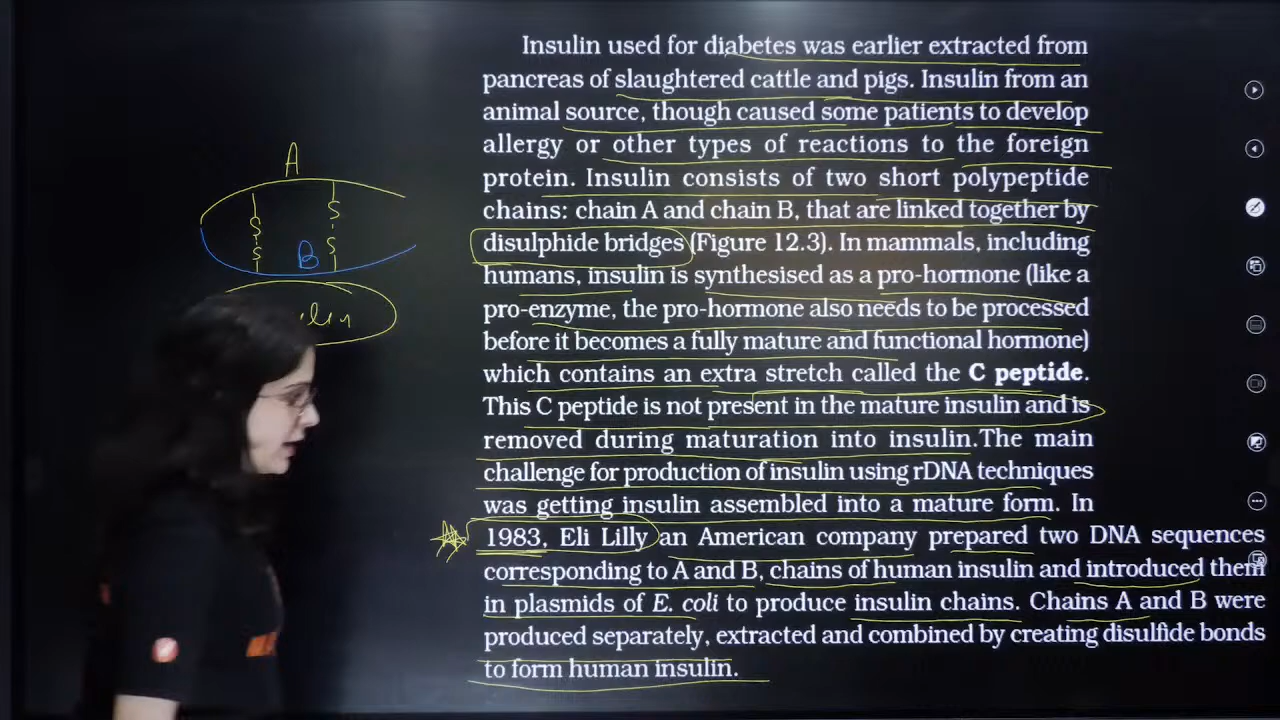 A
S S
S S
B
Insulin used for diabetes was earlier extracted from
pancreas of slaughtered cattle and pigs. Insulin from an
animal source, though caused some patients to develop
allergy or other types of reactions to the foreign
protein. Insulin consists of two short polypeptide
chains: chain A and chain B, that are linked together by
disulphide bridges (Figure 12.3). In mammals, including
humans, insulin is synthesised as a pro-hormone (like a
pro-enzyme, the pro-hormone also needs to be processed
before it becomes a fully mature and functional hormone)
which contains an extra stretch called the C peptide.
This C peptide is not present in the mature insulin and is
removed during maturation into insulin.The main
challenge for production of insulin using rDNA techniques
was getting insulin assembled into a mature form. In
1983, Eli Lilly an American company prepared two DNA sequences
corresponding to A and B, chains of human insulin and introduced them
in plasmids of E. coli to produce insulin chains. Chains A and B were
produced separately, extracted and combined by creating disulfide bonds
to form human insulin.